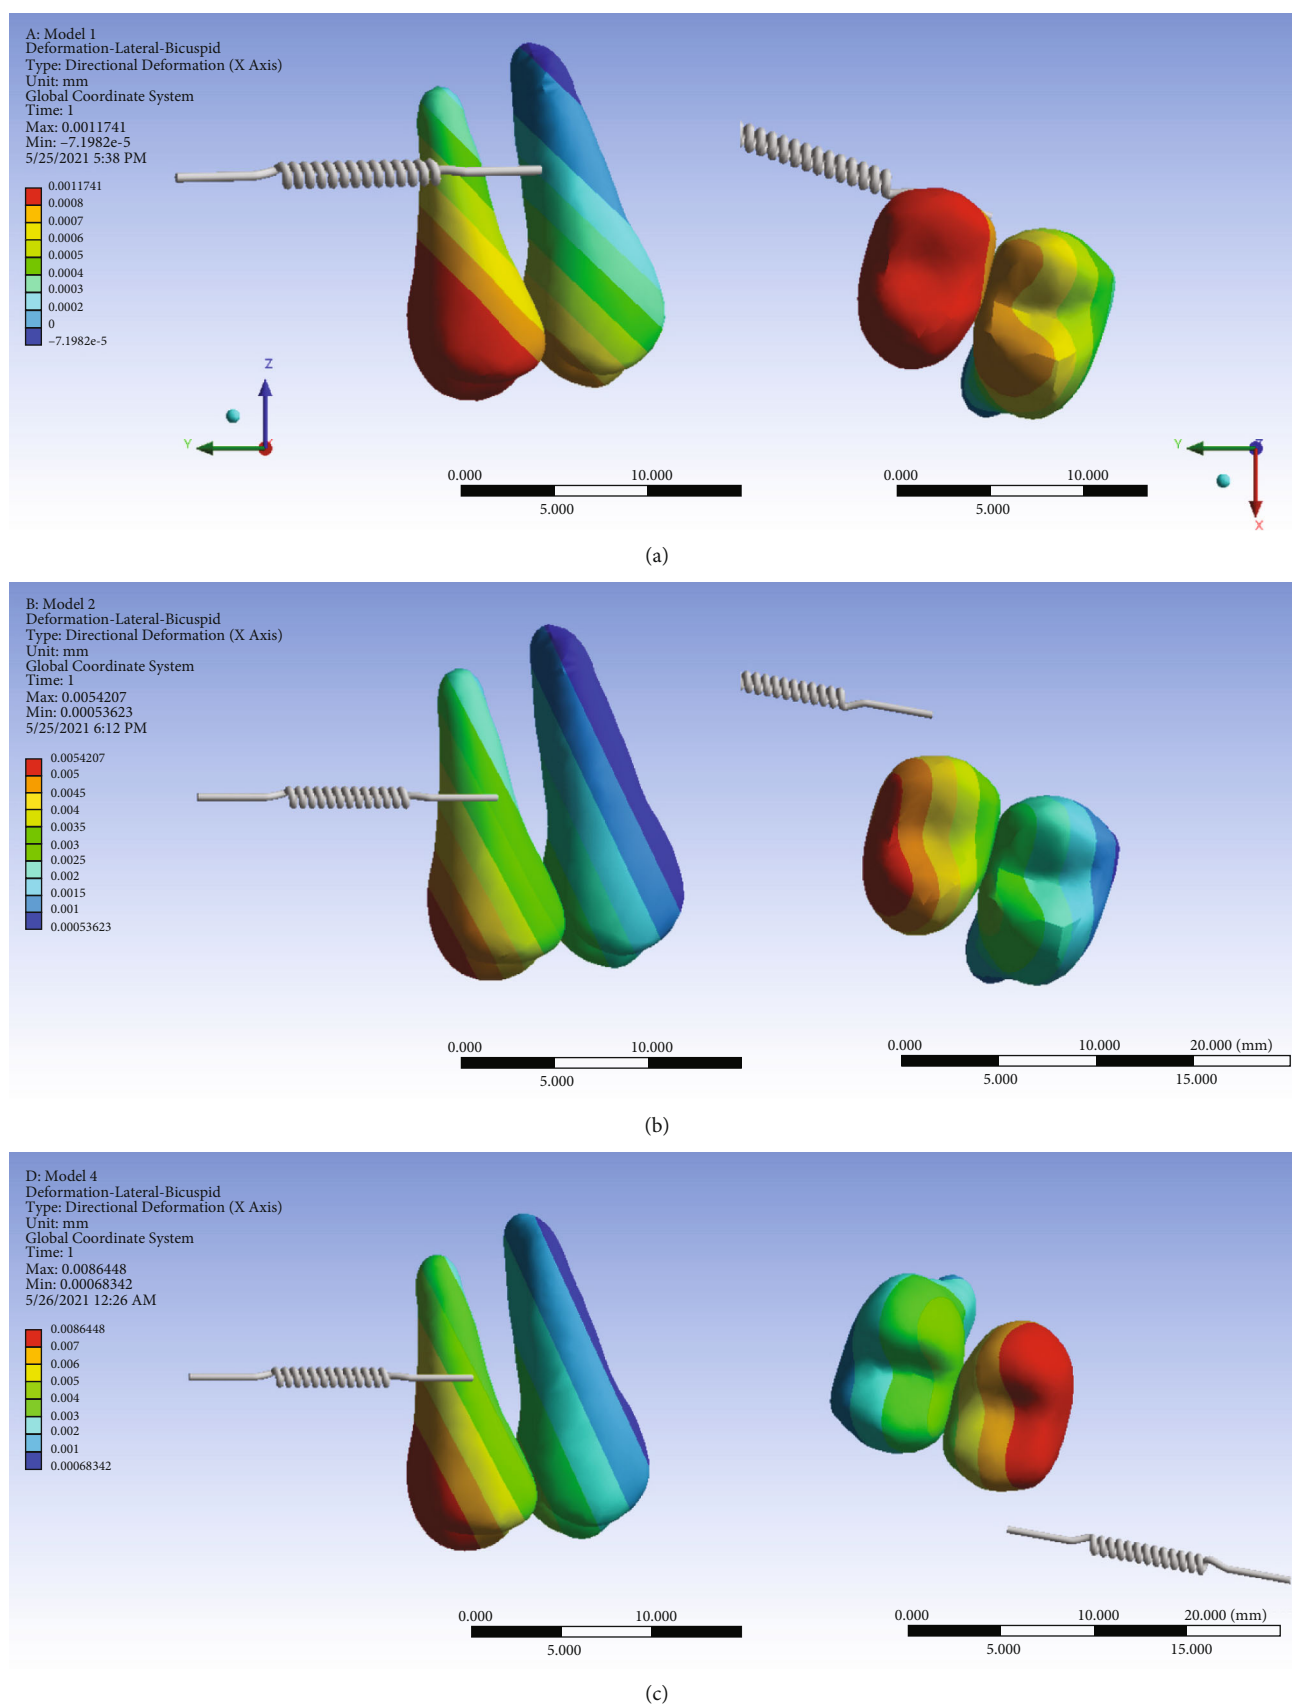 A: Model 1
Deformation-Lateral-Bicuspid
Type: Directional Deformation (X Axis)
Unit: mm
Global Coordinate System
Time: 1
Max: 0.0011741
Min: –7.1982e-5
5/25/2021 5:38 PM
0.0011741
0.0008
0.0007
0.0006
0.0005
0.0004
0.0003
0.0002
0
–7.1982e-5
Z
Y
0.000 10.000
5.000
0.000 10.000
5.000
Y Z
X
(a)
B: Model 2
Deformation-Lateral-Bicuspid
Type: Directional Deformation (X Axis)
Unit: mm
Global Coordinate System
Time: 1
Max: 0.0054207
Min: 0.00053623
5/25/2021 6:12 PM
0.0054207
0.005
0.0045
0.004
0.0035
0.003
0.0025
0.002
0.0015
0.001
0.00053623
0.000 10.000
5.000
0.000 10.000 20.000 (mm)
5.000 15.000
(b)
D: Model 4
Deformation-Lateral-Bicuspid
Type: Directional Deformation (X Axis)
Unit: mm
Global Coordinate System
Time: 1
Max: 0.0086448
Min: 0.00068342
5/26/2021 12:26 AM
0.0086448
0.007
0.006
0.005
0.004
0.003
0.002
0.001
0.00068342
0.000 10.000
5.000
0.000 10.000 20.000 (mm)
5.000 15.000
(c)